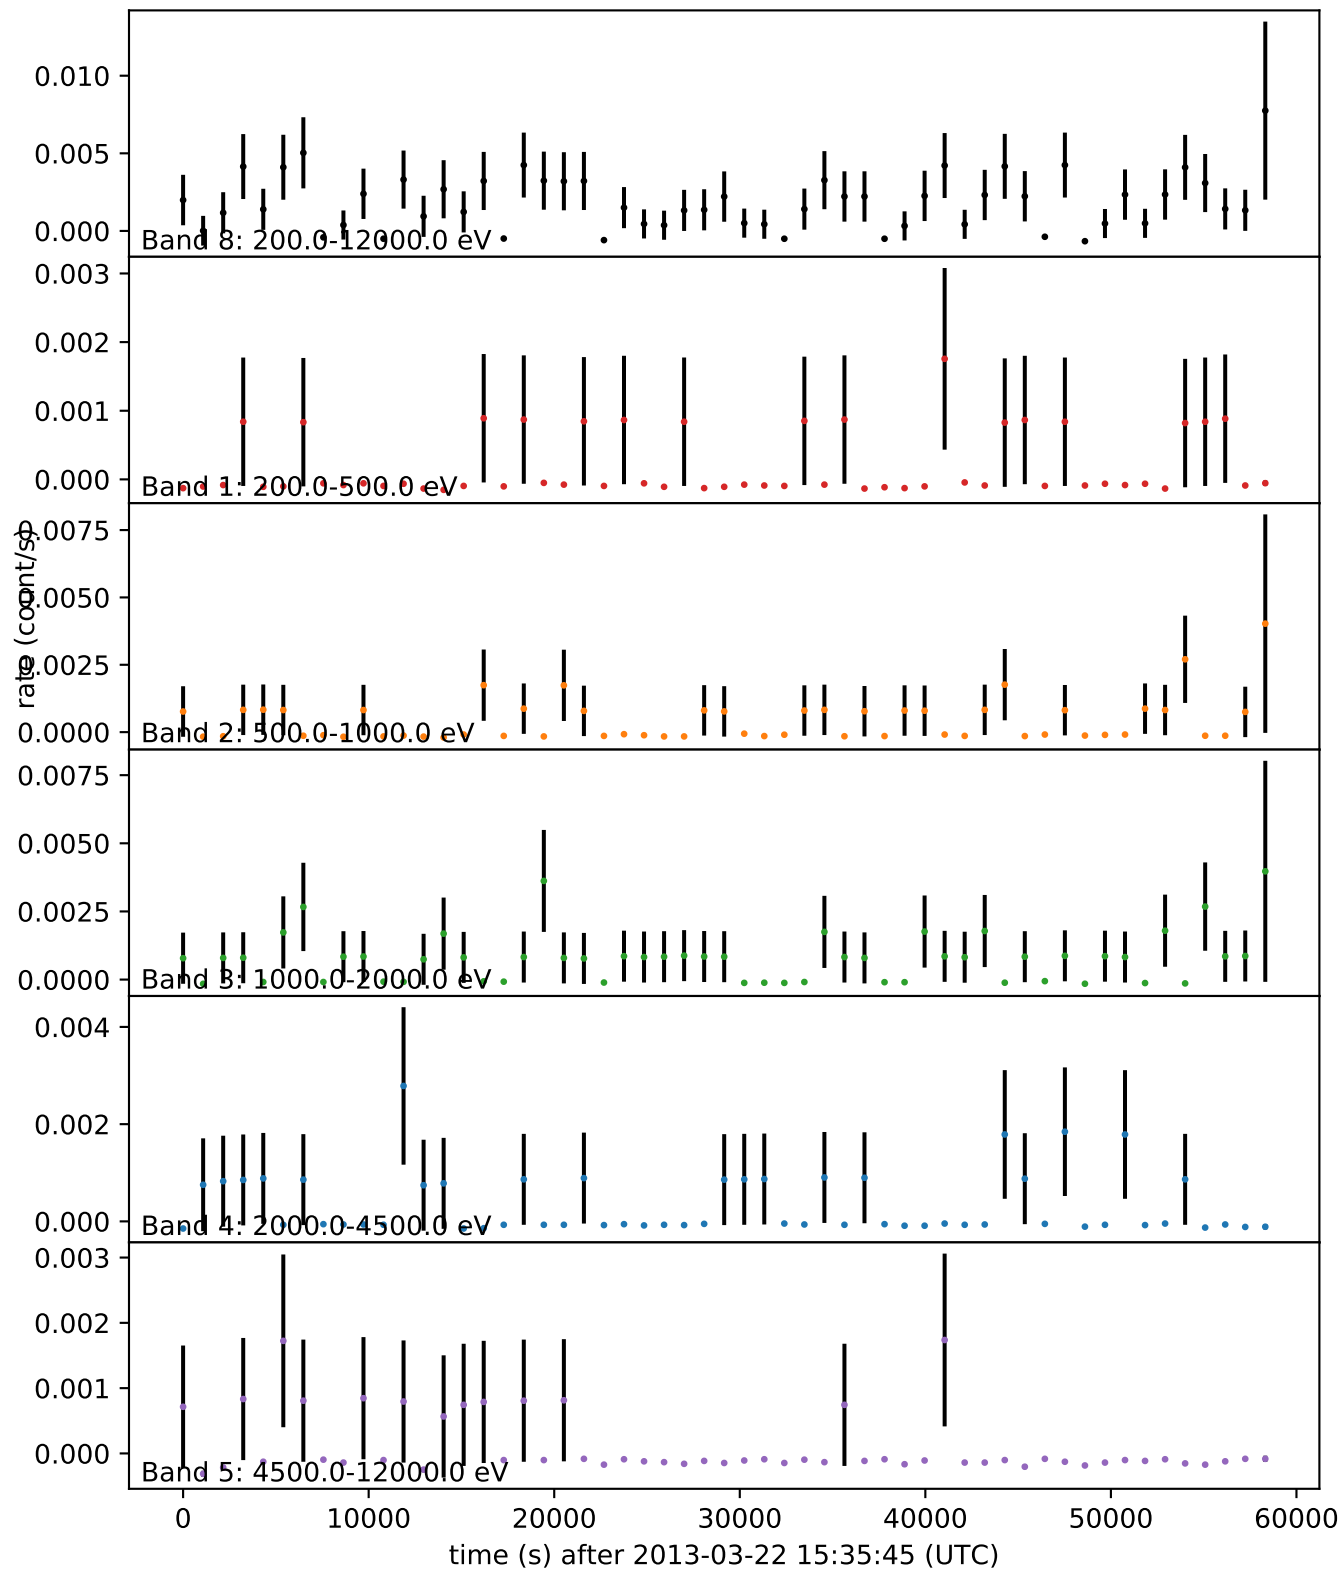 0.010
0.005
0.000
Band 8: 200.0-12000.0 eV
0.003
0.002
0.001
0.000
Band 1: 200.0-500.0 eV
rate (count/s)
0.0075
0.0050
0.0025
0.0000
Band 2: 500.0-1000.0 eV
0.0075
0.0050
0.0025
0.0000
Band 3: 1000.0-2000.0 eV
0.004
0.002
0.000
Band 4: 2000.0-4500.0 eV
0.003
0.002
0.001
0.000
Band 5: 4500.0-12000.0 eV
0 10000 20000 30000 40000 50000 60000
time (s) after 2013-03-22 15:35:45 (UTC)